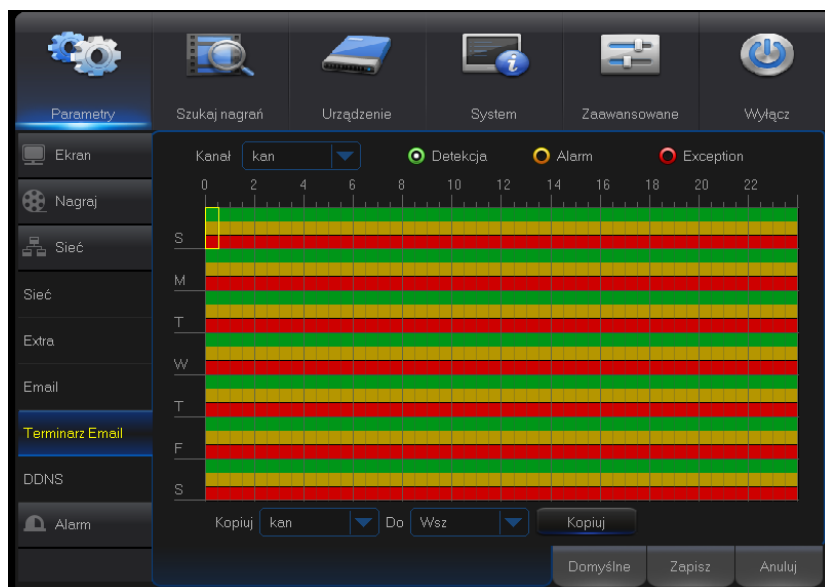 Parametry Szukaj nagrań Urządzenie System Zaawansowane Wyłącz
Ekran
Nagraj
Sieć
Sieć
Extra
Email
Terminarz Email
DDNS
Alarm
Kanał kan Detekcja Alarm Exception
0 2 4 6 8 10 12 14 16 18 20 22
S
M
T
W
T
F
S
Kopiuj kan Do Wsz Kopiuj
Domyślne Zapisz Anuluj